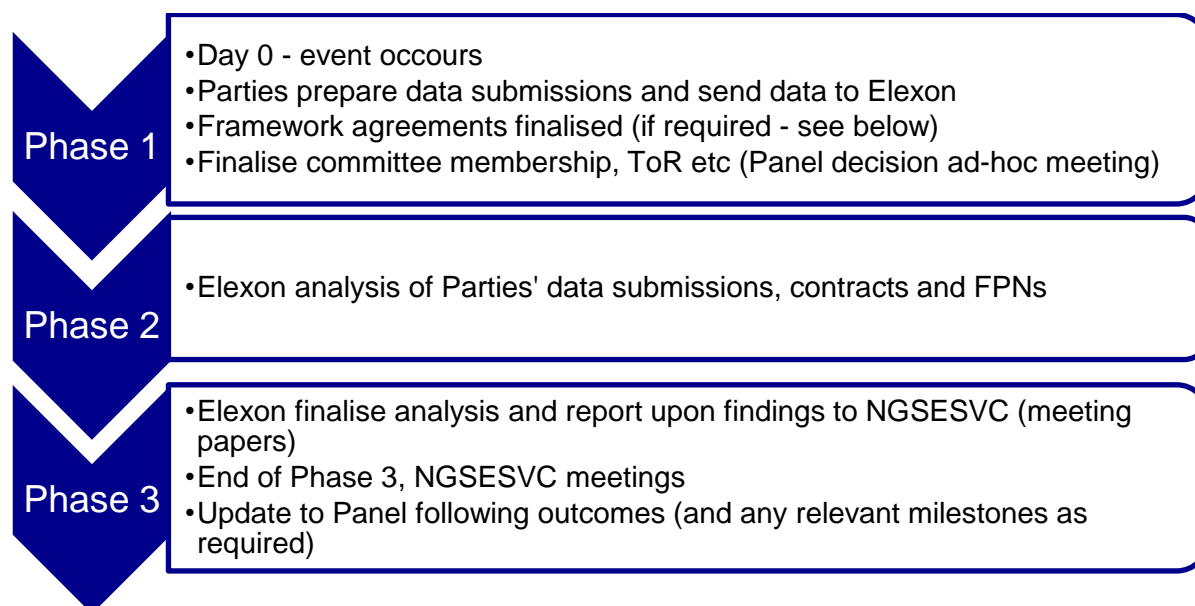 Phase 1
•Day 0 - event occours
•Parties prepare data submissions and send data to Elexon
•Framework agreements finalised (if required - see below)
•Finalise committee membership, ToR etc (Panel decision ad-hoc meeting)
Phase 2
•Elexon analysis of Parties' data submissions, contracts and FPNs
Phase 3
•Elexon finalise analysis and report upon findings to NGSESVC (meeting
papers)
•End of Phase 3, NGSESVC meetings
•Update to Panel following outcomes (and any relevant milestones as
required)